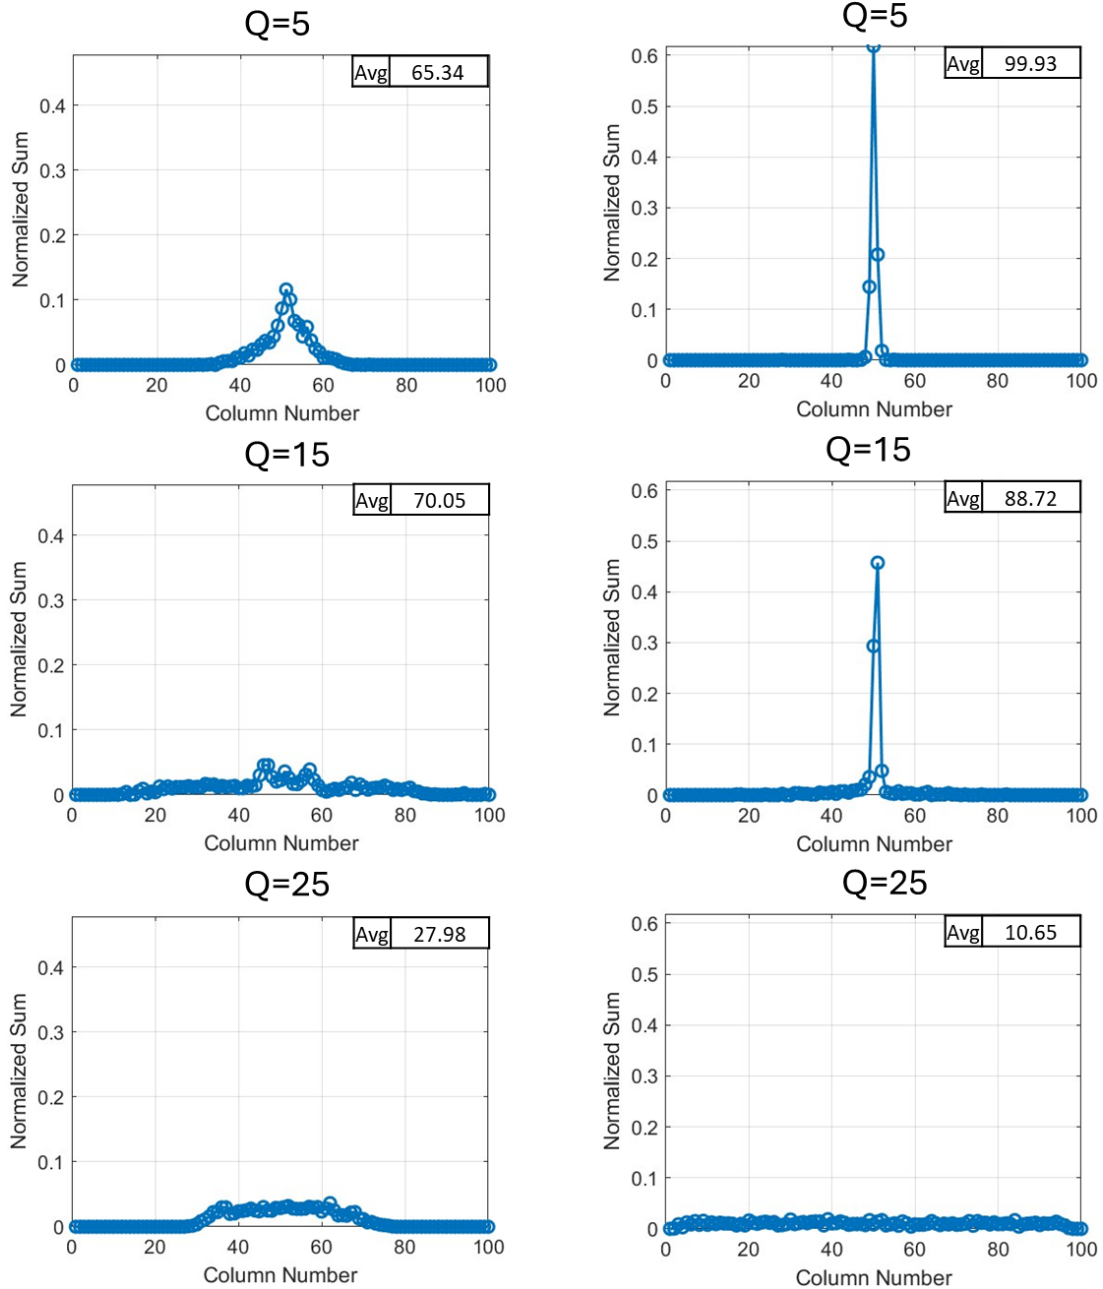 Q=5
Avg 65.34
0.4
0.3
0.2
0.1
0
0 20 40 60 80 100
Normalized Sum
Column Number
Q=5
Avg 99.93
0.6
0.5
0.4
0.3
0.2
0.1
0
0 20 40 60 80 100
Normalized Sum
Column Number
Q=15
Avg 70.05
0.4
0.3
0.2
0.1
0
0 20 40 60 80 100
Normalized Sum
Column Number
Q=15
Avg 88.72
0.6
0.5
0.4
0.3
0.2
0.1
0
0 20 40 60 80 100
Normalized Sum
Column Number
Q=25
Avg 27.98
0.4
0.3
0.2
0.1
0
0 20 40 60 80 100
Normalized Sum
Column Number
Q=25
Avg 10.65
0.6
0.5
0.4
0.3
0.2
0.1
0
0 20 40 60 80 100
Normalized Sum
Column Number